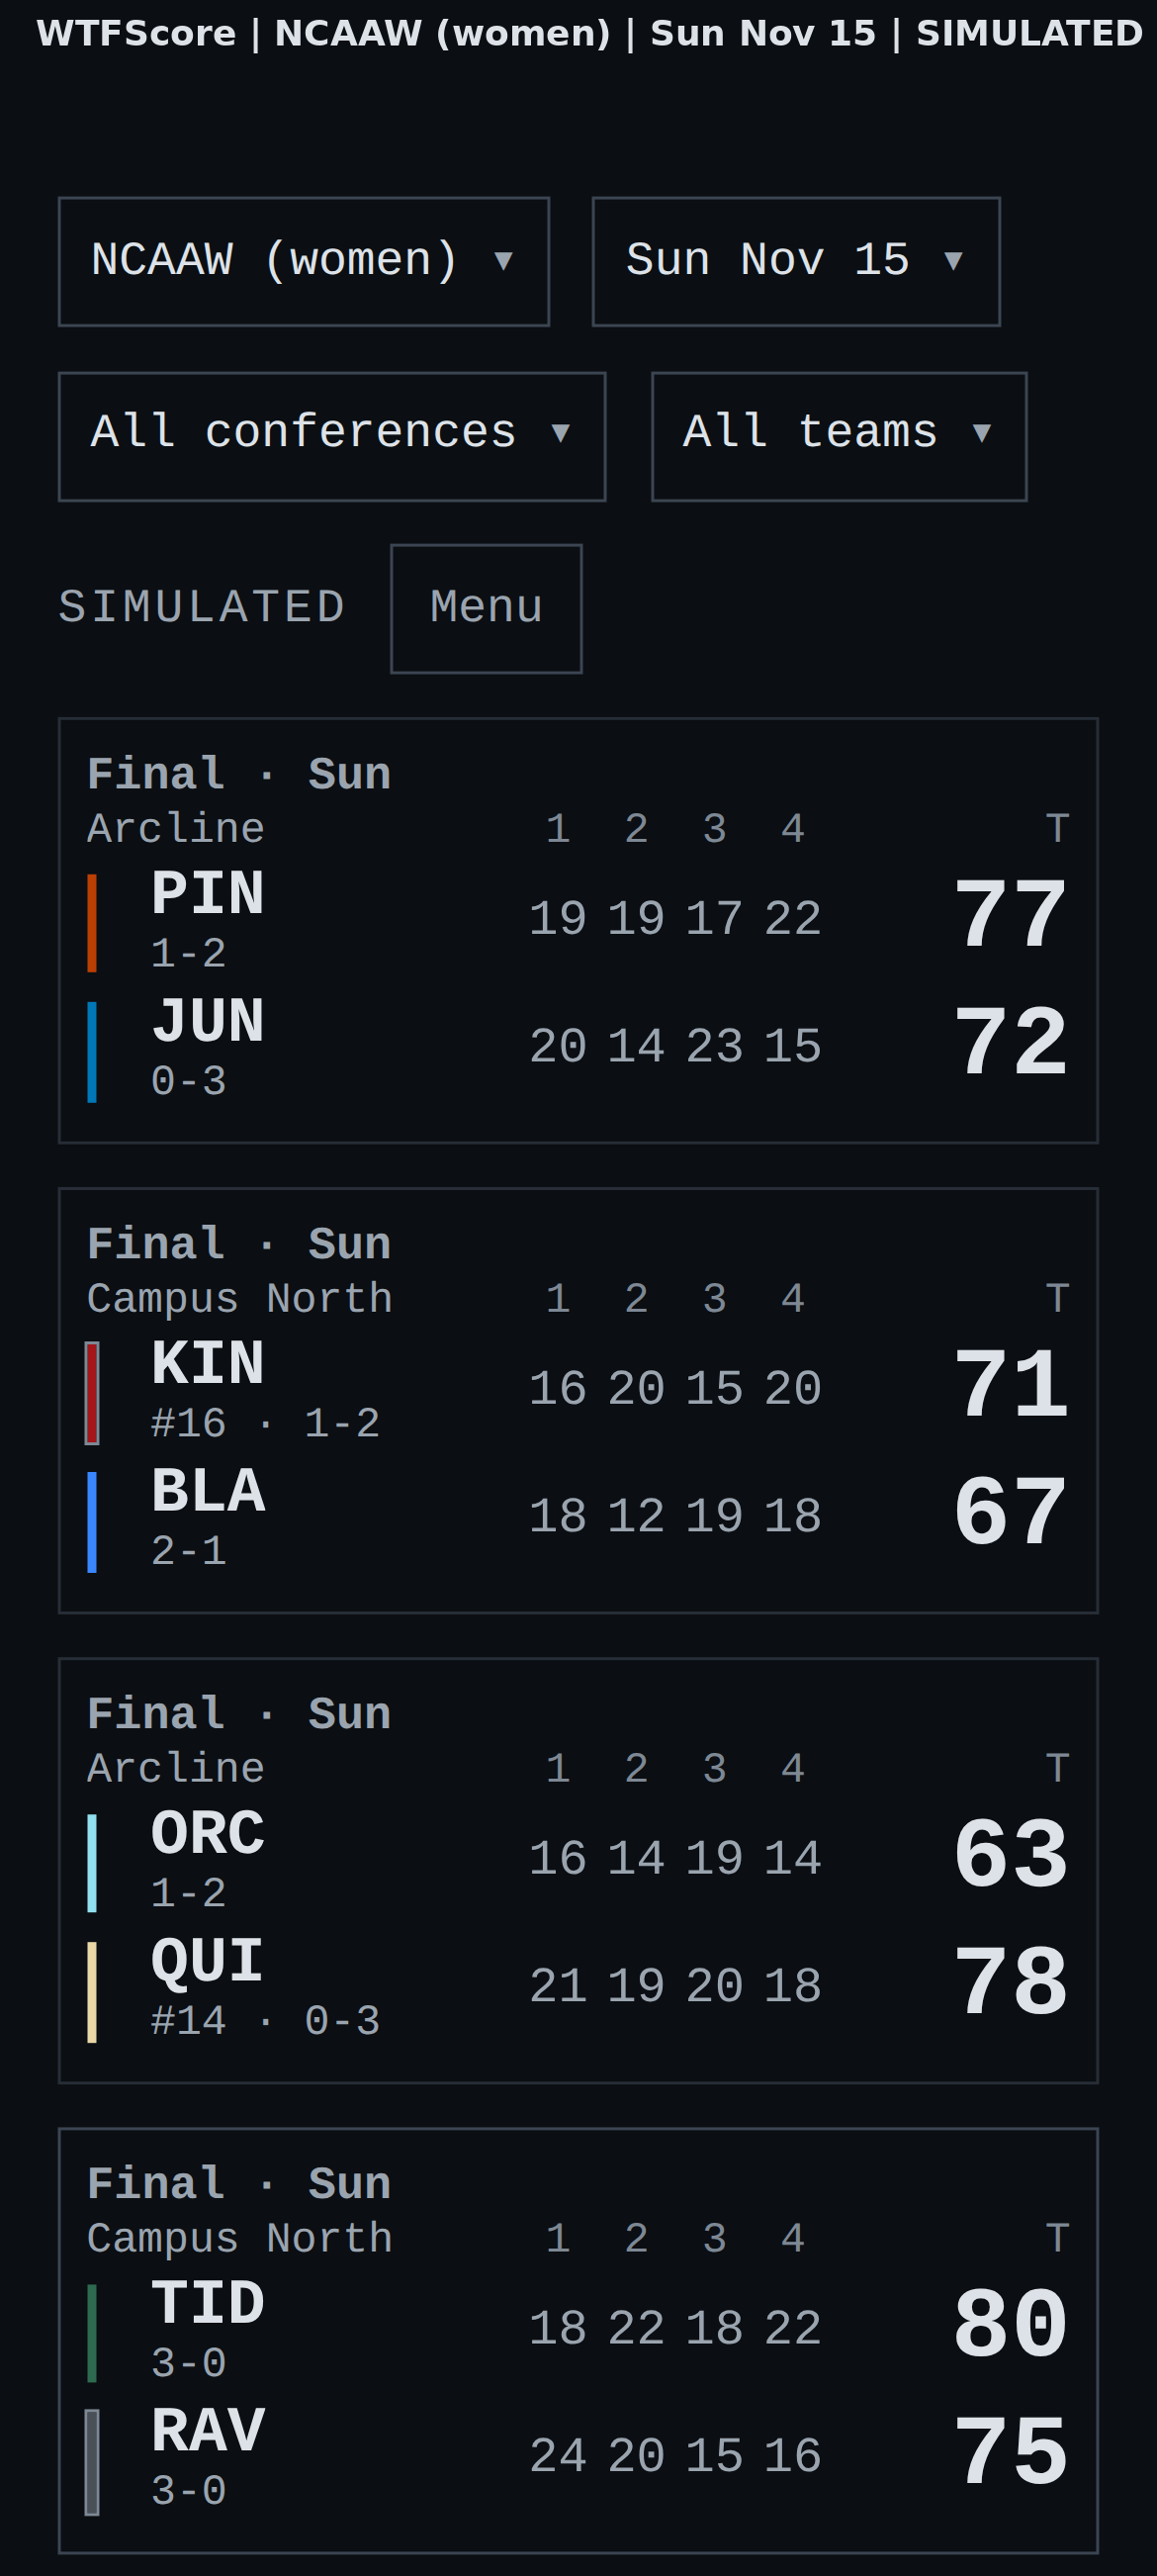 WTFScore | NCAAW (women) | Sun Nov 15 | SIMULATED
NCAAW (women) ▼ Sun Nov 15 ▼
All conferences ▼ All teams ▼
SIMULATED Menu
Final · Sun
Arcline 1 2 3 4 T
PIN 19 19 17 22 77
1-2
JUN 20 14 23 15 72
0-3
Final · Sun
Campus North 1 2 3 4 T
KIN 16 20 15 20 71
#16 · 1-2
BLA 18 12 19 18 67
2-1
Final · Sun
Arcline 1 2 3 4 T
ORC 16 14 19 14 63
1-2
QUI 21 19 20 18 78
#14 · 0-3
Final · Sun
Campus North 1 2 3 4 T
TID 18 22 18 22 80
3-0
RAV 24 20 15 16 75
3-0